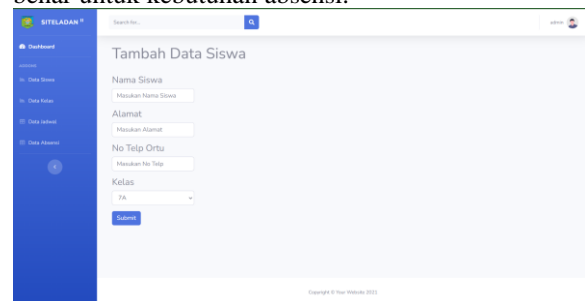 benar untuk kebutuhan absensi.
SITELADAN
Search for...
admin
Dashboard
Data Siswa
Data Kelas
Data Jadwal
Data Absensi
Tambah Data Siswa
Nama Siswa
Masukan Nama Siswa
Alamat
Masukan Alamat
No Telp Ortu
Masukan No Telp
Kelas
7A
Submit
Copyright © Your Website 2021